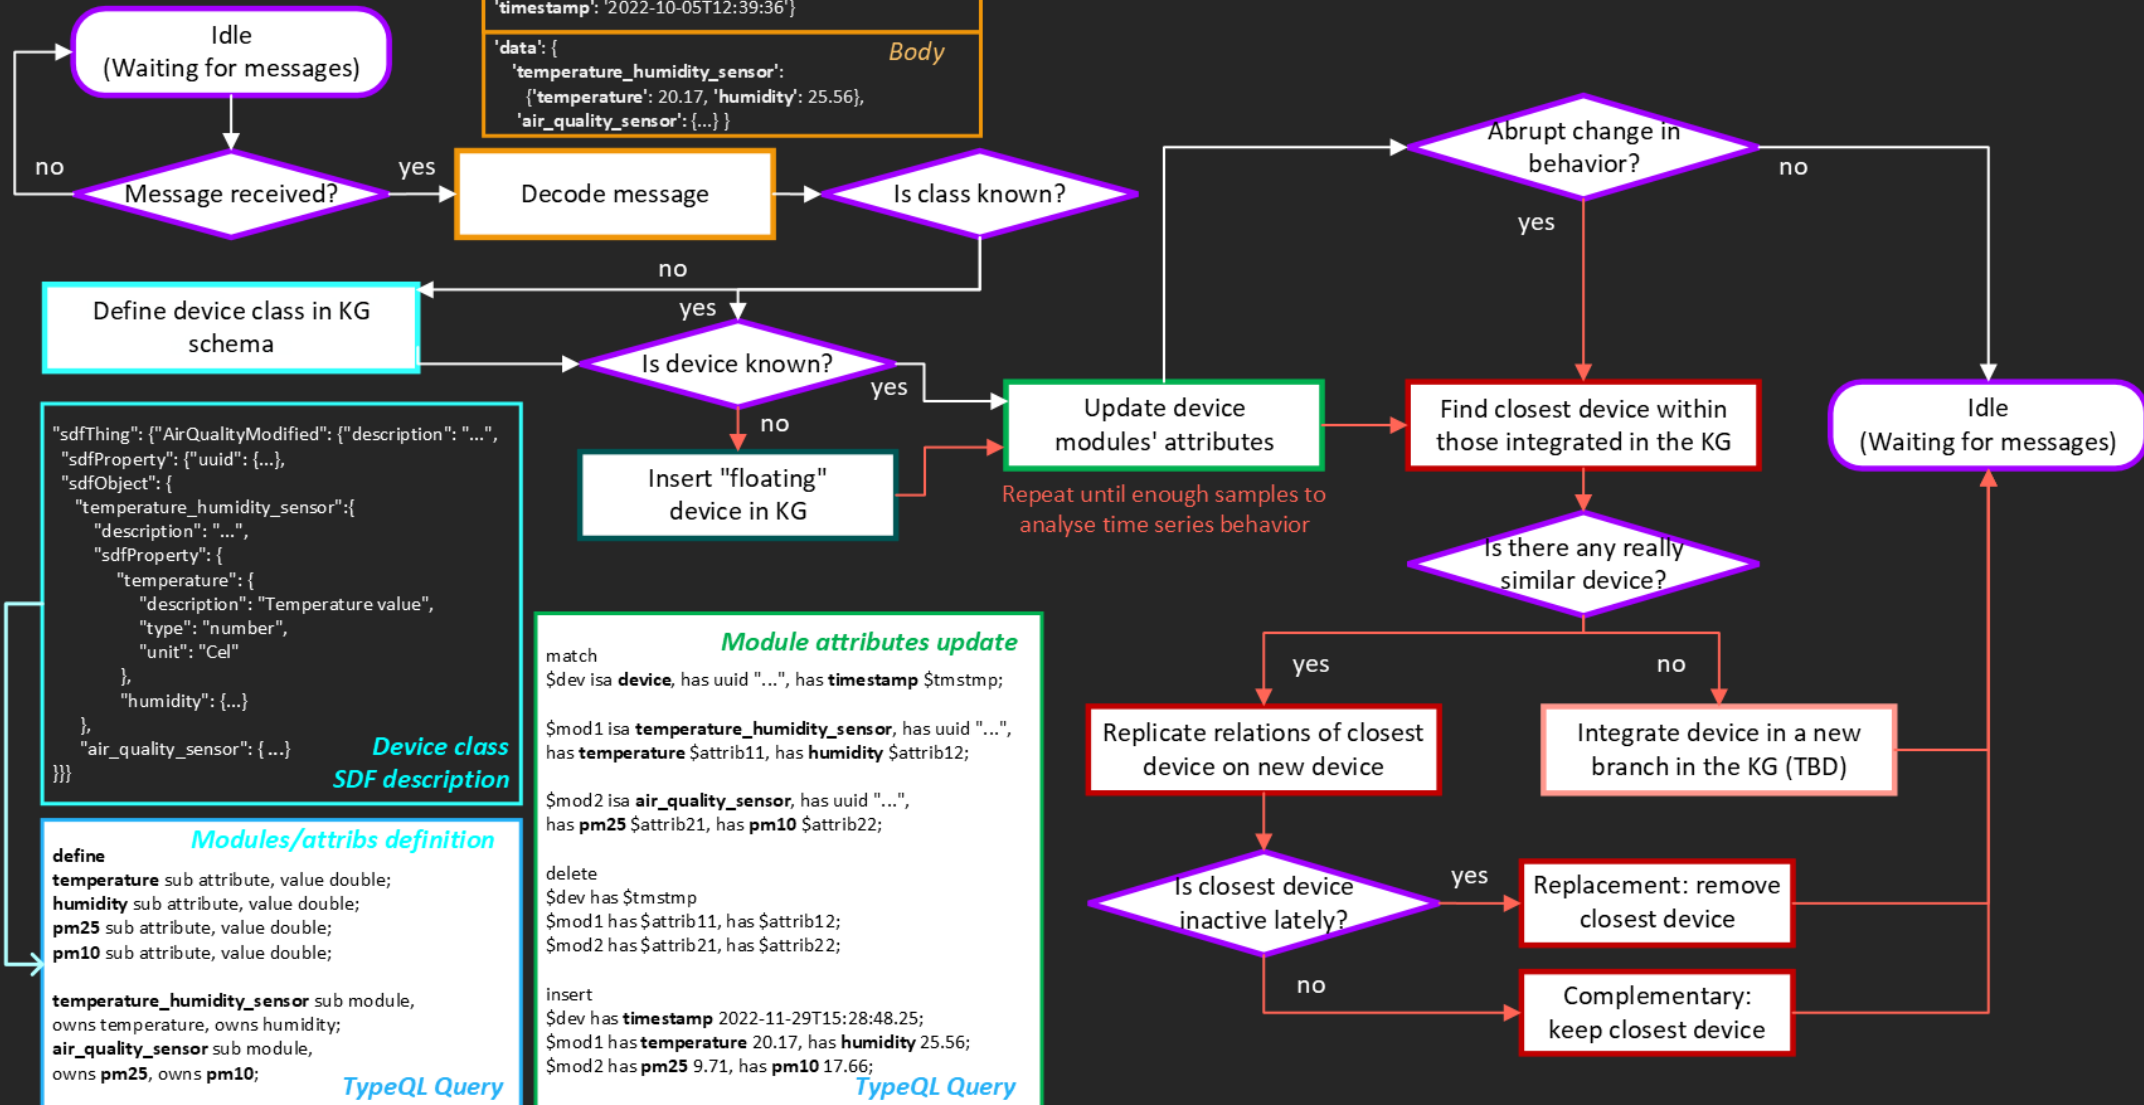 'timestamp': '2022-10-05T12:39:36'}
'data': {
Body
'temperature_humidity_sensor':
{'temperature': 20.17, 'humidity': 25.56},
'air_quality_sensor': {...} }
Idle
(Waiting for messages)
no
Message received?
yes
Decode message
Is class known?
no
yes
Define device class in KG
schema
Is device known?
yes
no
Insert "floating"
device in KG
Update device
modules' attributes
Repeat until enough samples to
analyse time series behavior
Abrupt change in
behavior?
no
yes
Find closest device within
those integrated in the KG
Idle
(Waiting for messages)
Is there any really
similar device?
yes
no
Replicate relations of closest
device on new device
Integrate device in a new
branch in the KG (TBD)
Is closest device
inactive lately?
yes
Replacement: remove
closest device
no
Complementary:
keep closest device
"sdfThing": {"AirQualityModified": {"description": "...",
"sdfProperty": {"uuid": {...},
"sdfObject": {
"temperature_humidity_sensor":{
"description": "...",
"sdfProperty": {
"temperature": {
"description": "Temperature value",
"type": "number",
"unit": "Cel"
},
"humidity": {...}
},
"air_quality_sensor": { ...}
}}}
Device class
SDF description
Modules/attribs definition
define
temperature sub attribute, value double;
humidity sub attribute, value double;
pm25 sub attribute, value double;
pm10 sub attribute, value double;
temperature_humidity_sensor sub module,
owns temperature, owns humidity;
air_quality_sensor sub module,
owns pm25, owns pm10;
TypeQL Query
Module attributes update
match
$dev isa device, has uuid "...", has timestamp $tmstmp;
$mod1 isa temperature_humidity_sensor, has uuid "...",
has temperature $attrib11, has humidity $attrib12;
$mod2 isa air_quality_sensor, has uuid "...",
has pm25 $attrib21, has pm10 $attrib22;
delete
$dev has $tmstmp
$mod1 has $attrib11, has $attrib12;
$mod2 has $attrib21, has $attrib22;
insert
$dev has timestamp 2022-11-29T15:28:48.25;
$mod1 has temperature 20.17, has humidity 25.56;
$mod2 has pm25 9.71, has pm10 17.66;
TypeQL Query